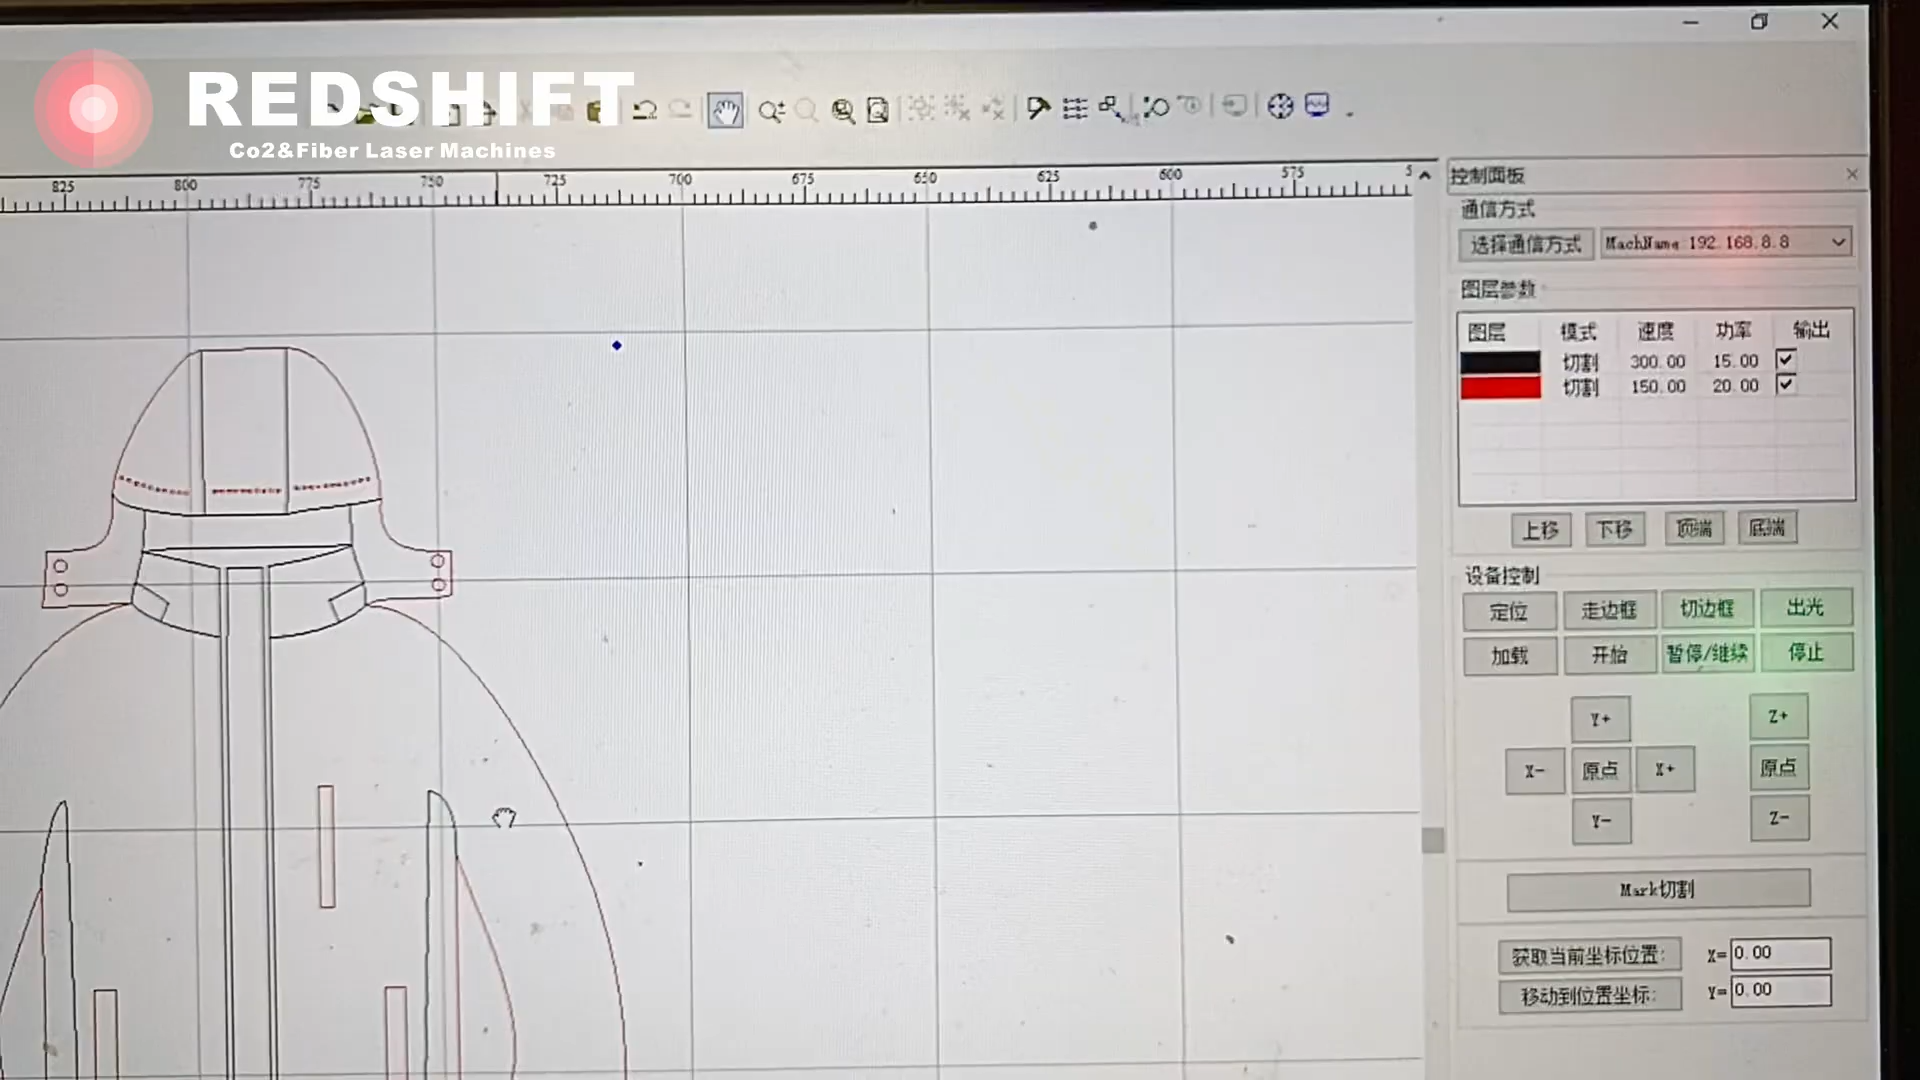 REDSHIFT
Co2&Fiber Laser Machines
825 800 775 750 725 700 675 650 625 600 575 5
控制面板
通信方式
选择通信方式 MachName 192.168.8.8
图层参数
图层 模式 速度 功率 输出
切割 300.00 15.00
切割 150.00 20.00
上移 下移 顶端 底端
设备控制
定位 走边框 切边框 出光
加载 开始 暂停/继续 停止
Y+ Z+
X- 原点 X+ 原点
Y- Z-
Mark切割
获取当前坐标位置: X= 0.00
移动到位置坐标: Y= 0.00